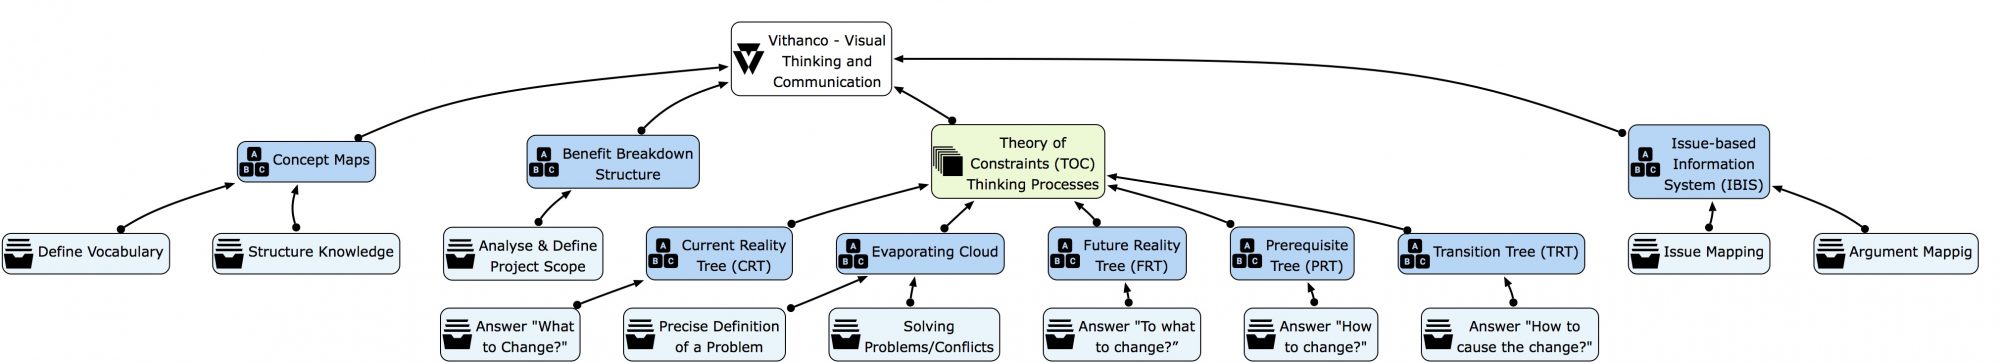 Vithanco - Visual
Thinking and
Communication
Concept Maps
Benefit Breakdown
Structure
Theory of
Constraints (TOC)
Thinking Processes
Issue-based
Information
System (IBIS)
Define Vocabulary
Structure Knowledge
Analyse & Define
Project Scope
Current Reality
Tree (CRT)
Evaporating Cloud
Future Reality
Tree (FRT)
Prerequisite
Tree (PRT)
Transition Tree (TRT)
Issue Mapping
Argument Mappig
Answer "What
to Change?"
Precise Definition
of a Problem
Solving
Problems/Conflicts
Answer "To what
to change?”
Answer "How
to change?"
Answer "How to
cause the change?"